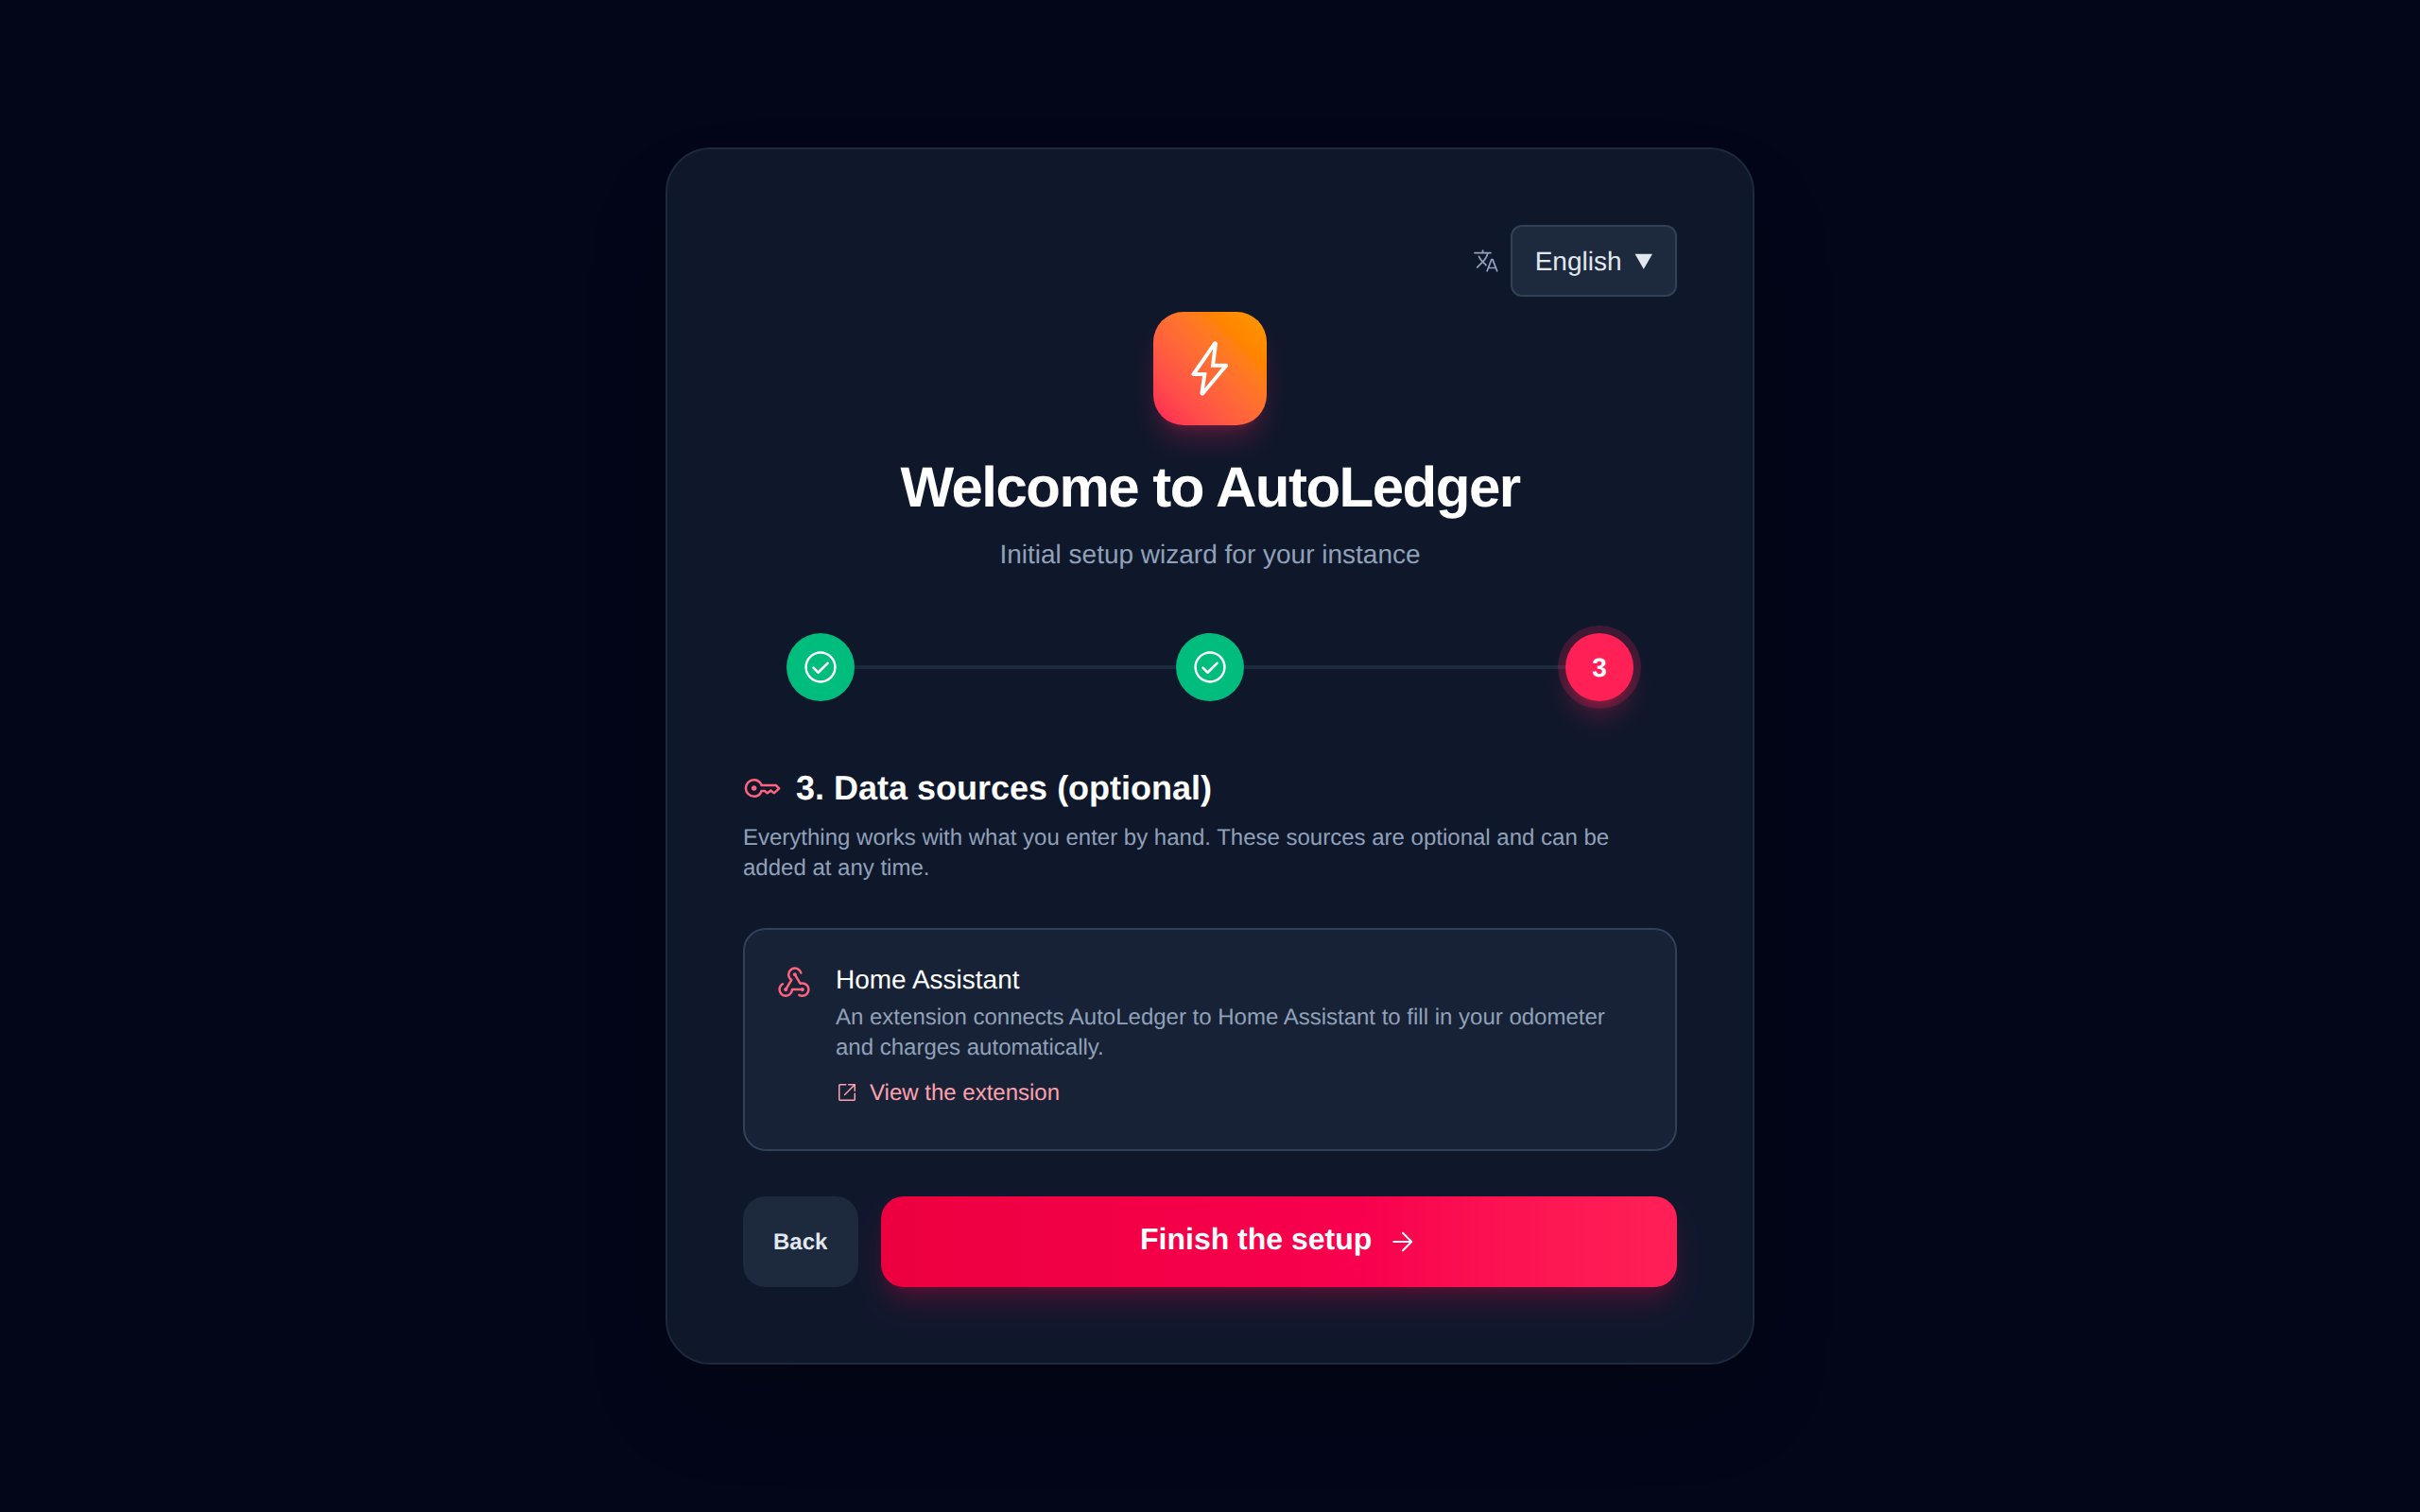 English
Welcome to AutoLedger
Initial setup wizard for your instance
3
3. Data sources (optional)
Everything works with what you enter by hand. These sources are optional and can be
added at any time.
Home Assistant
An extension connects AutoLedger to Home Assistant to fill in your odometer
and charges automatically.
View the extension
Back
Finish the setup